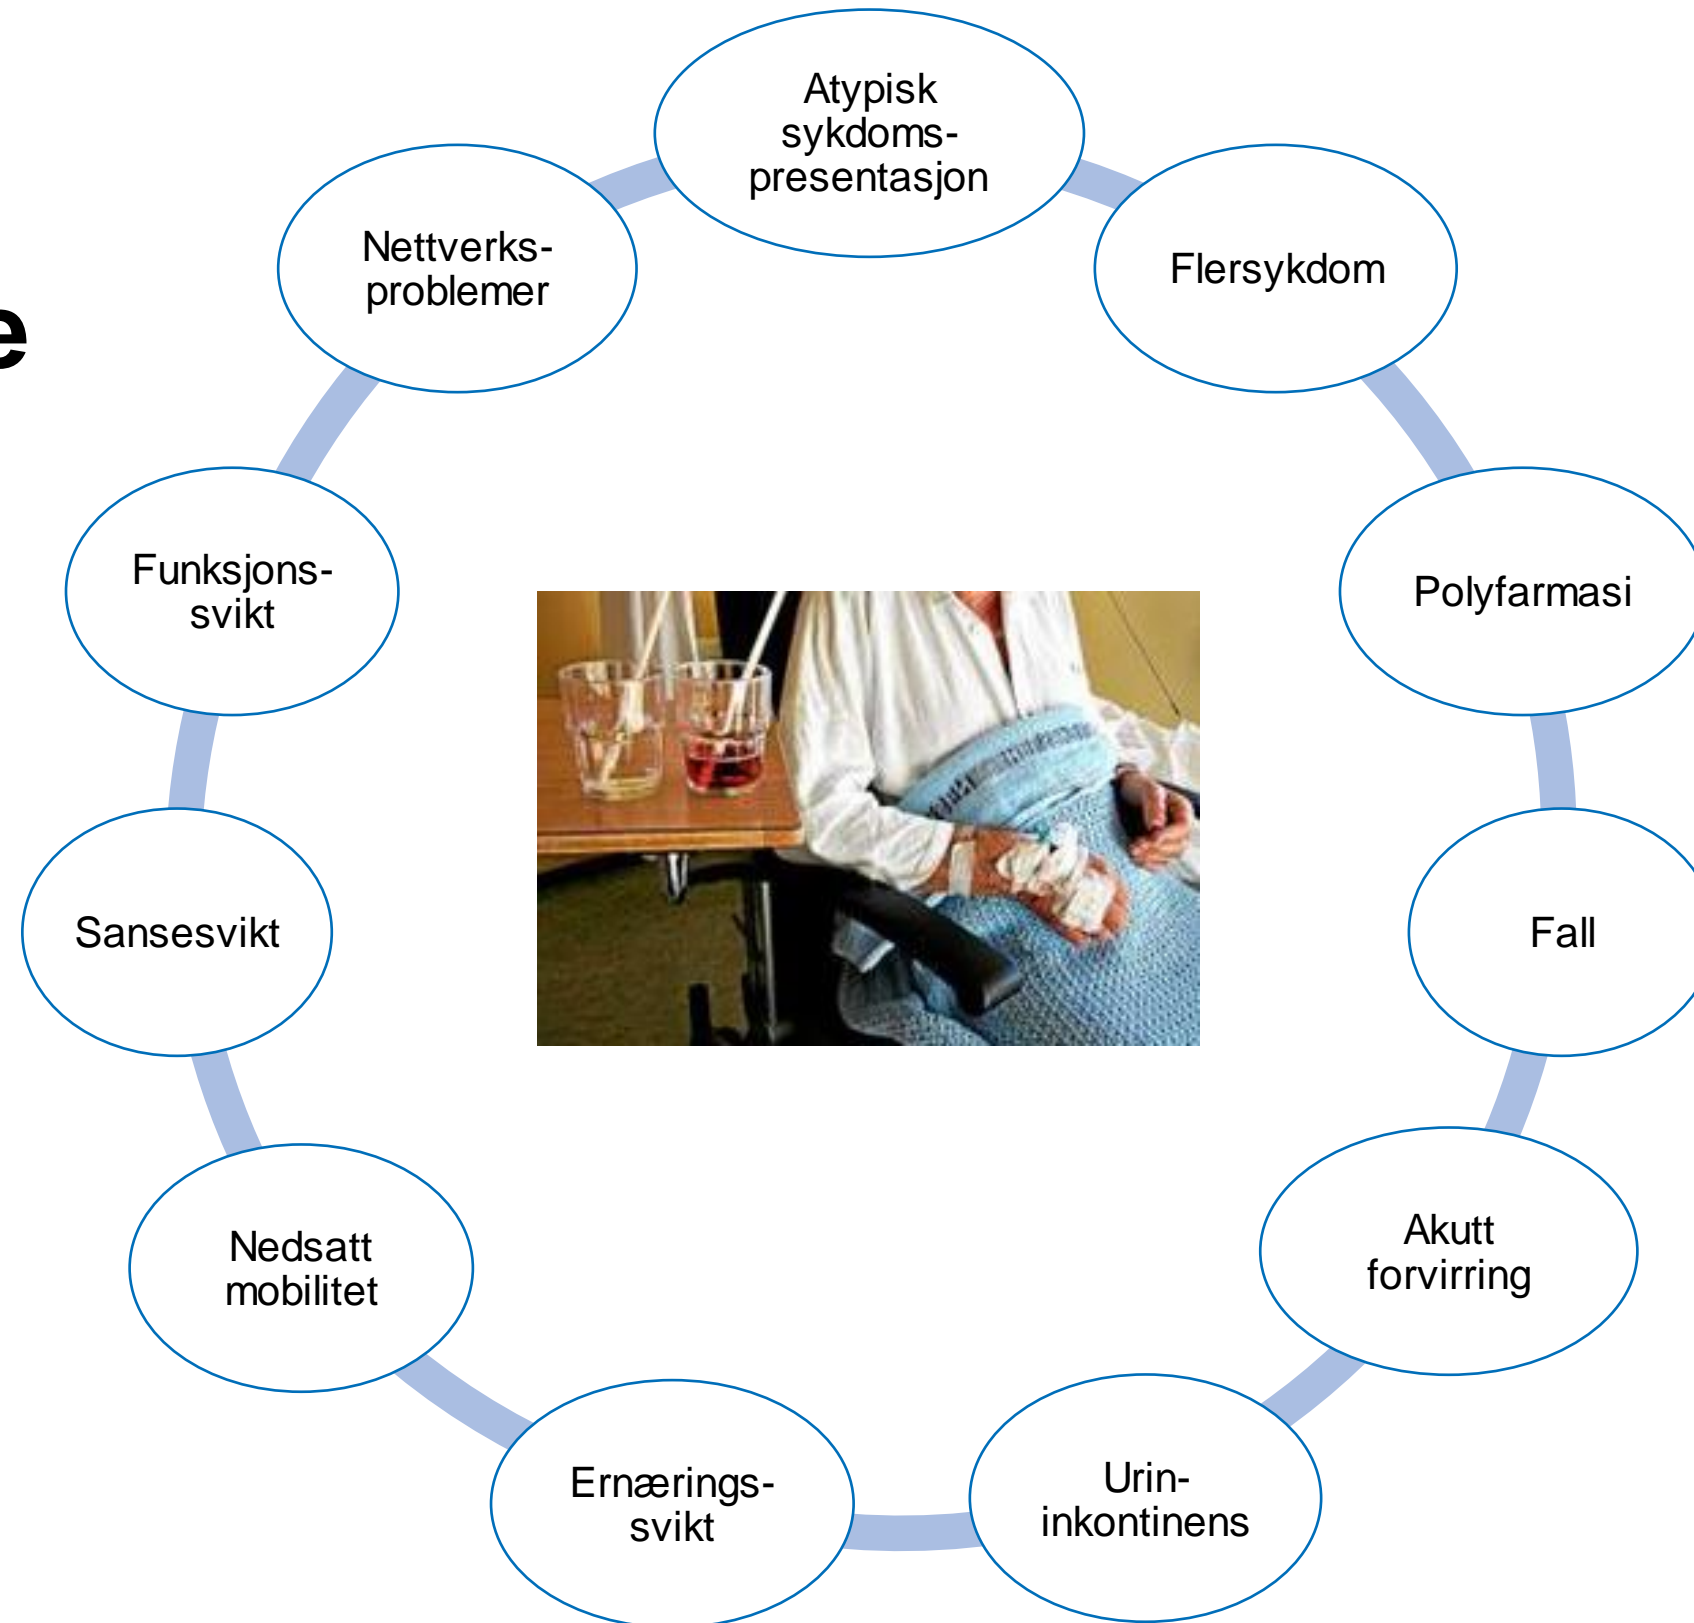 Atypisk
sykdoms-
presentasjon
Flersykdom
Polyfarmasi
Fall
Akutt
forvirring
Urin-
inkontinens
Ernærings-
svikt
Nedsatt
mobilitet
Sansesvikt
Funksjons-
svikt
Nettverks-
problemer
e